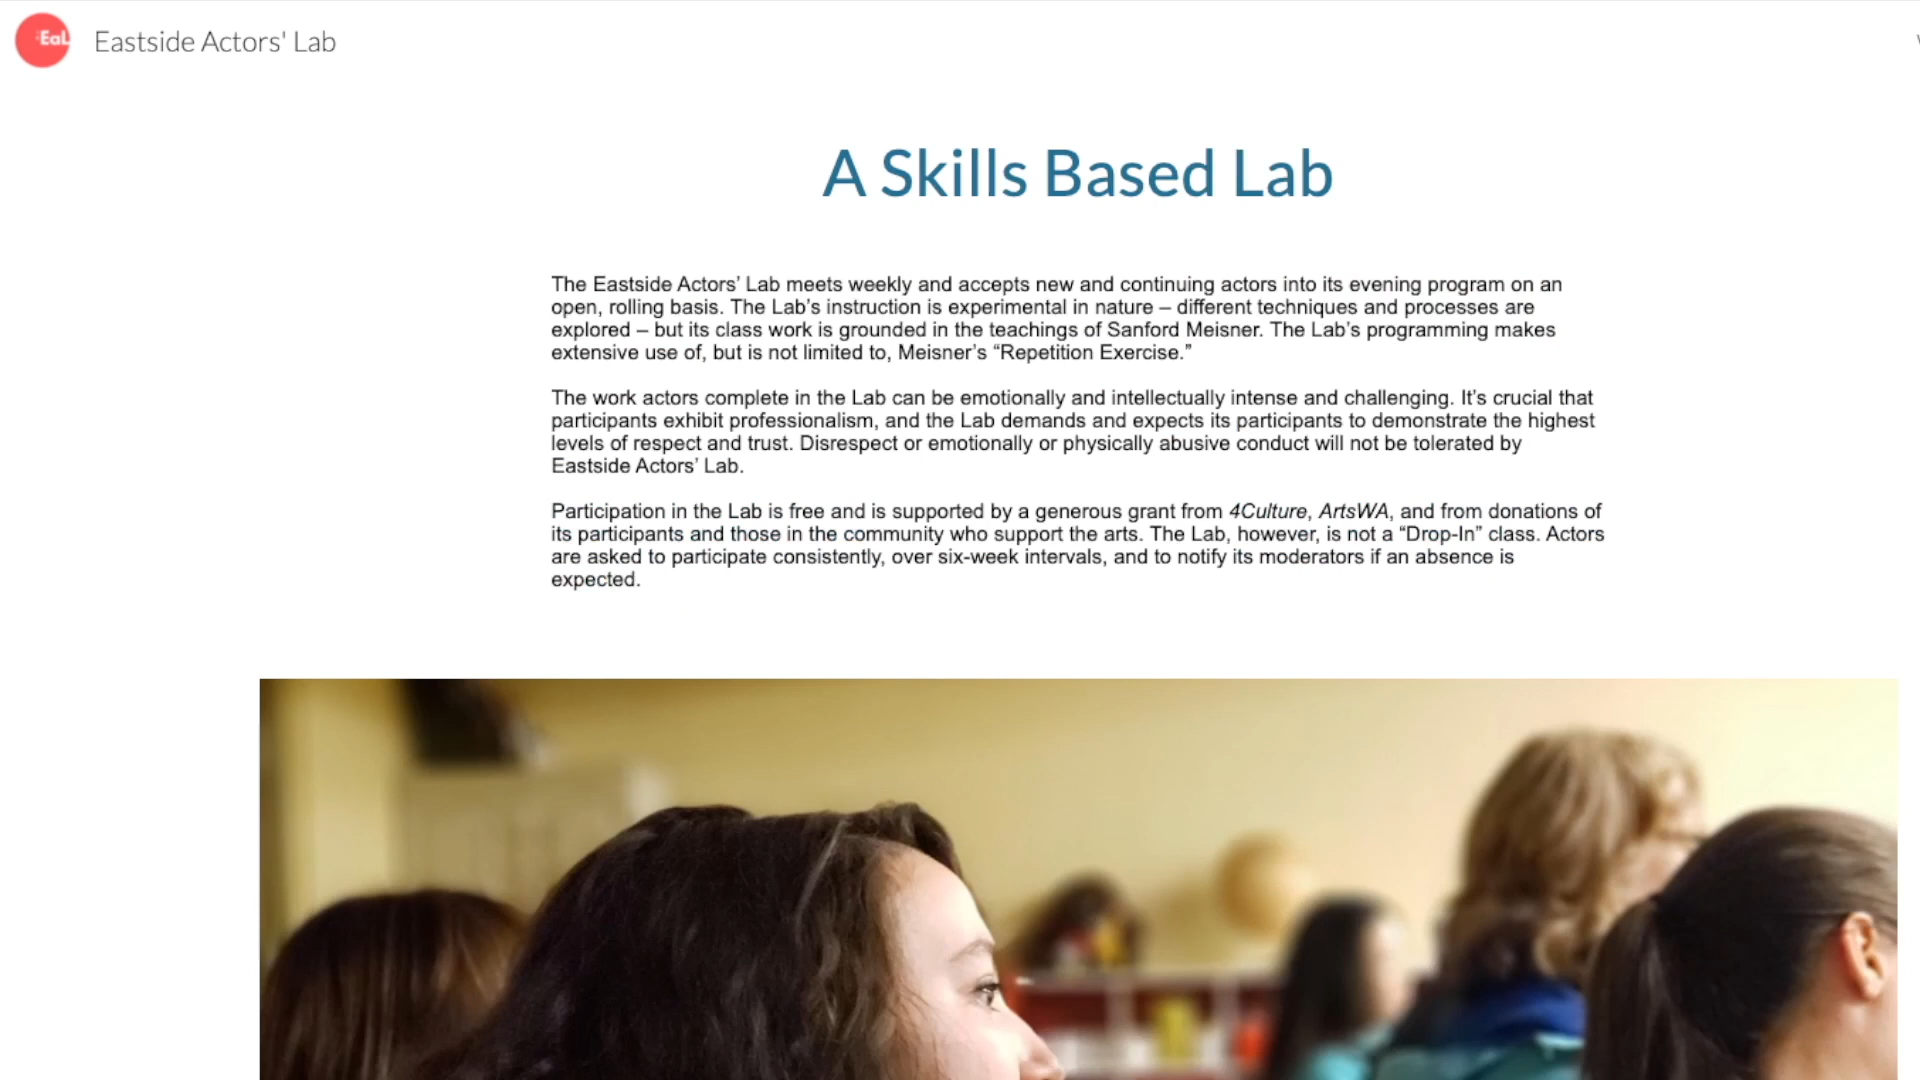 EaL
Eastside Actors' Lab
A Skills Based Lab
The Eastside Actors’ Lab meets weekly and accepts new and continuing actors into its evening program on an
open, rolling basis. The Lab’s instruction is experimental in nature – different techniques and processes are
explored – but its class work is grounded in the teachings of Sanford Meisner. The Lab’s programming makes
extensive use of, but is not limited to, Meisner’s “Repetition Exercise.”
The work actors complete in the Lab can be emotionally and intellectually intense and challenging. It’s crucial that
participants exhibit professionalism, and the Lab demands and expects its participants to demonstrate the highest
levels of respect and trust. Disrespect or emotionally or physically abusive conduct will not be tolerated by
Eastside Actors’ Lab.
Participation in the Lab is free and is supported by a generous grant from 4Culture, ArtsWA, and from donations of
its participants and those in the community who support the arts. The Lab, however, is not a “Drop-In” class. Actors
are asked to participate consistently, over six-week intervals, and to notify its moderators if an absence is
expected.